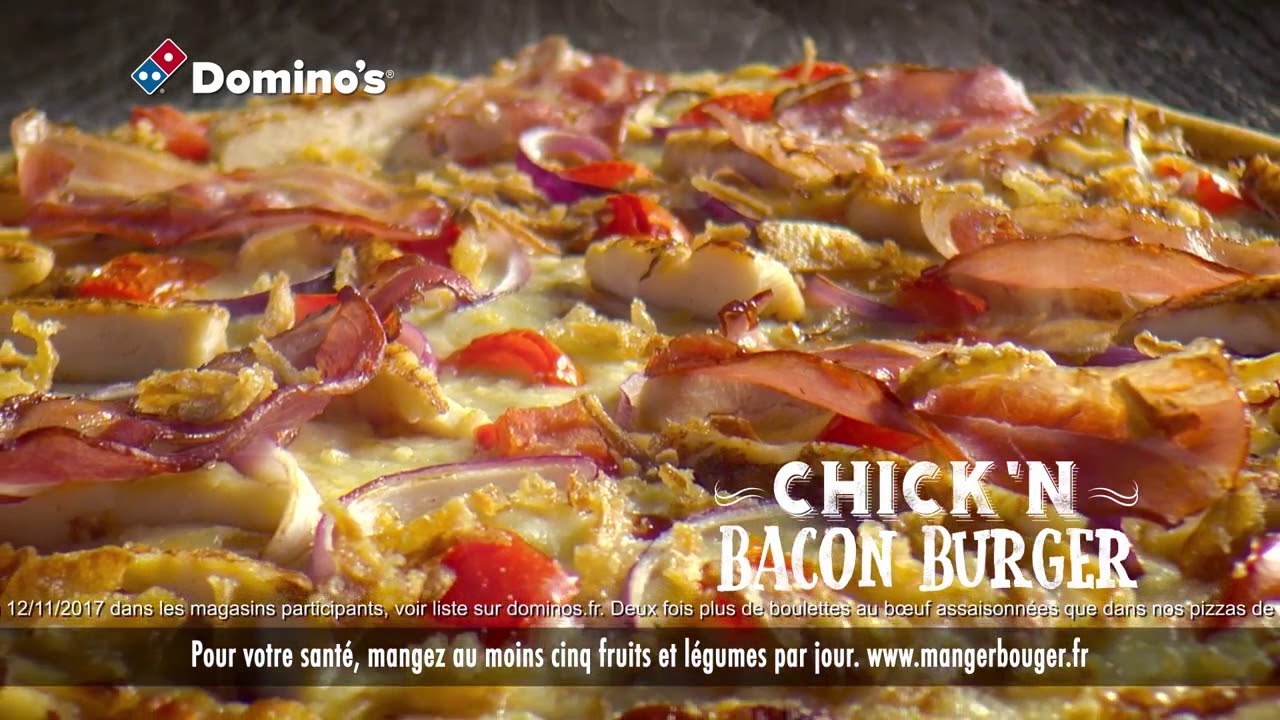 Domino's®
CHICK'N
BACON BURGER
12/11/2017 dans les magasins participants, voir liste sur dominos.fr. Deux fois plus de boulettes au bœuf assaisonnées que dans nos pizzas de
Pour votre santé, mangez au moins cinq fruits et légumes par jour. www.mangerbouger.fr